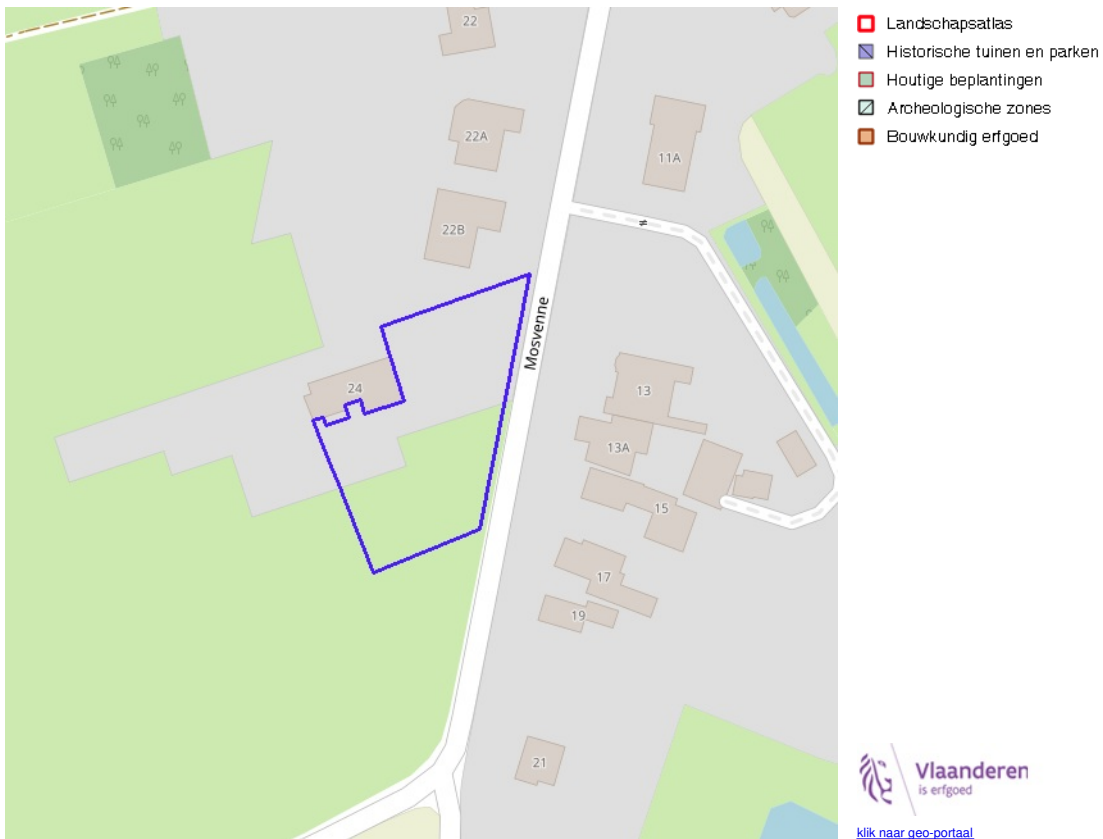 22
22A
22B
11A
Mosvenne
24
13
13A
15
17
19
21
Landschapsatlas
Historische tuinen en parken
Houtige beplantingen
Archeologische zones
Bouwkundig erfgoed
Vlaanderen
is erfgoed
klik naar geo-portaal